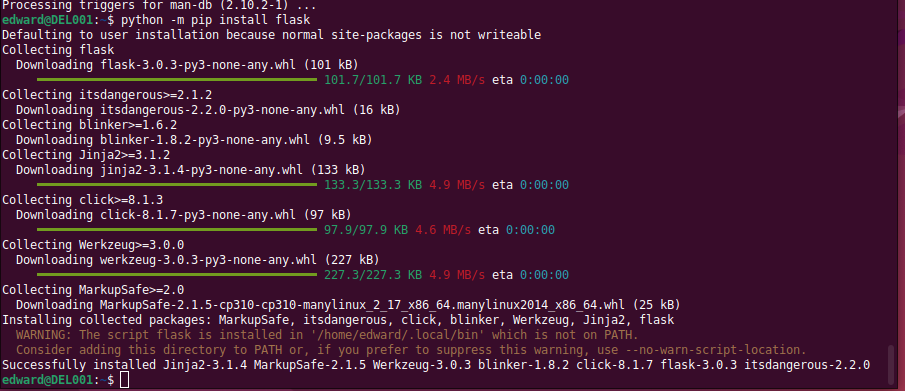 Processing triggers for man-db (2.10.2-1) ...
edward@DEL001:~$ python -m pip install flask
Defaulting to user installation because normal site-packages is not writeable
Collecting flask
  Downloading flask-3.0.3-py3-none-any.whl (101 kB)
101.7/101.7 KB 2.4 MB/s eta 0:00:00
Collecting itsdangerous>=2.1.2
  Downloading itsdangerous-2.2.0-py3-none-any.whl (16 kB)
Collecting blinker>=1.6.2
  Downloading blinker-1.8.2-py3-none-any.whl (9.5 kB)
Collecting Jinja2>=3.1.2
  Downloading jinja2-3.1.4-py3-none-any.whl (133 kB)
133.3/133.3 KB 4.9 MB/s eta 0:00:00
Collecting click>=8.1.3
  Downloading click-8.1.7-py3-none-any.whl (97 kB)
97.9/97.9 KB 4.6 MB/s eta 0:00:00
Collecting Werkzeug>=3.0.0
  Downloading werkzeug-3.0.3-py3-none-any.whl (227 kB)
227.3/227.3 KB 4.9 MB/s eta 0:00:00
Collecting MarkupSafe>=2.0
  Downloading MarkupSafe-2.1.5-cp310-cp310-manylinux_2_17_x86_64.manylinux2014_x86_64.whl (25 kB)
Installing collected packages: MarkupSafe, itsdangerous, click, blinker, Werkzeug, Jinja2, flask
  WARNING: The script flask is installed in '/home/edward/.local/bin' which is not on PATH.
  Consider adding this directory to PATH or, if you prefer to suppress this warning, use --no-warn-script-location.
Successfully installed Jinja2-3.1.4 MarkupSafe-2.1.5 Werkzeug-3.0.3 blinker-1.8.2 click-8.1.7 flask-3.0.3 itsdangerous-2.2.0
edward@DEL001:~$